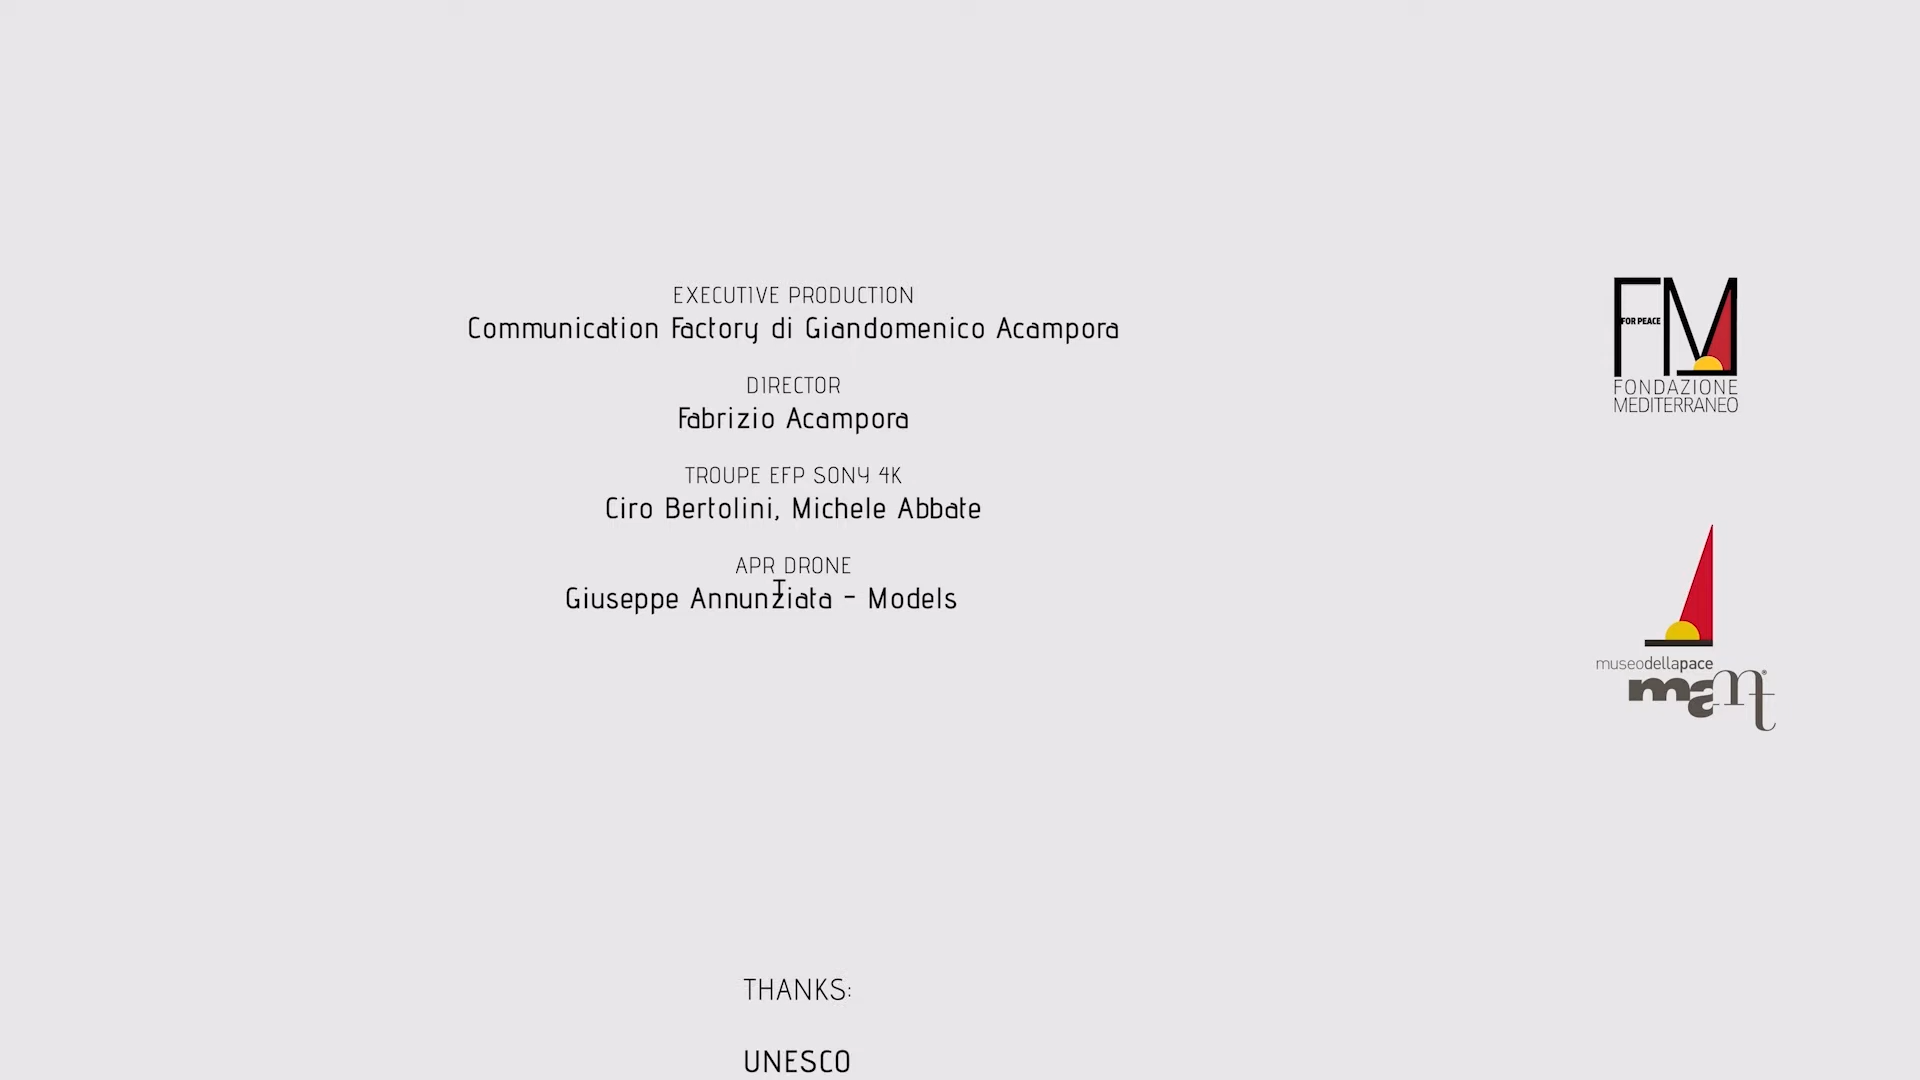 EXECUTIVE PRODUCTION
Communication Factory di Giandomenico Acampora
DIRECTOR
Fabrizio Acampora
TROUPE EFP SONY 4K
Ciro Bertolini, Michele Abbate
APR DRONE
Giuseppe Annunziata - Models
THANKS:
UNESCO
FM
FOR PEACE
FONDAZIONE
MEDITERRANEO
museodellapace
mamt